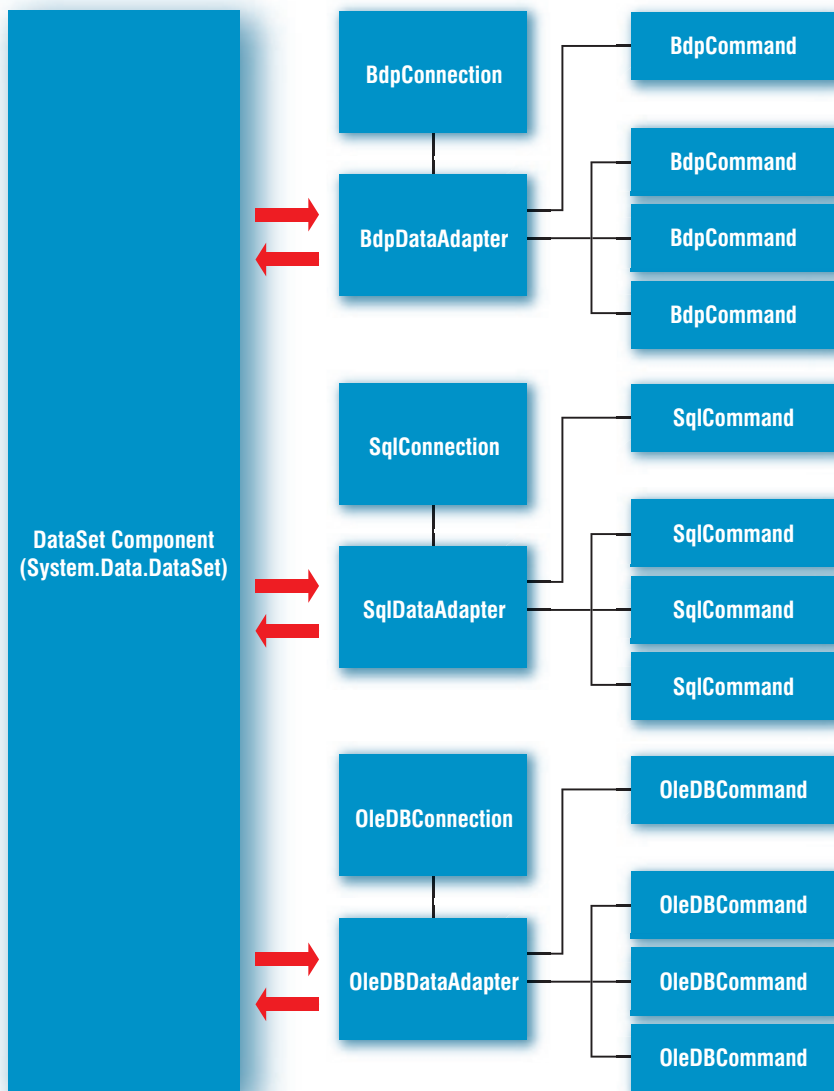 DataSet Component
(System.Data.DataSet)
BdpConnection
BdpDataAdapter
BdpCommand
BdpCommand
BdpCommand
BdpCommand
SqlConnection
SqlDataAdapter
SqlCommand
SqlCommand
SqlCommand
SqlCommand
OleDBConnection
OleDBDataAdapter
OleDBCommand
OleDBCommand
OleDBCommand
OleDBCommand